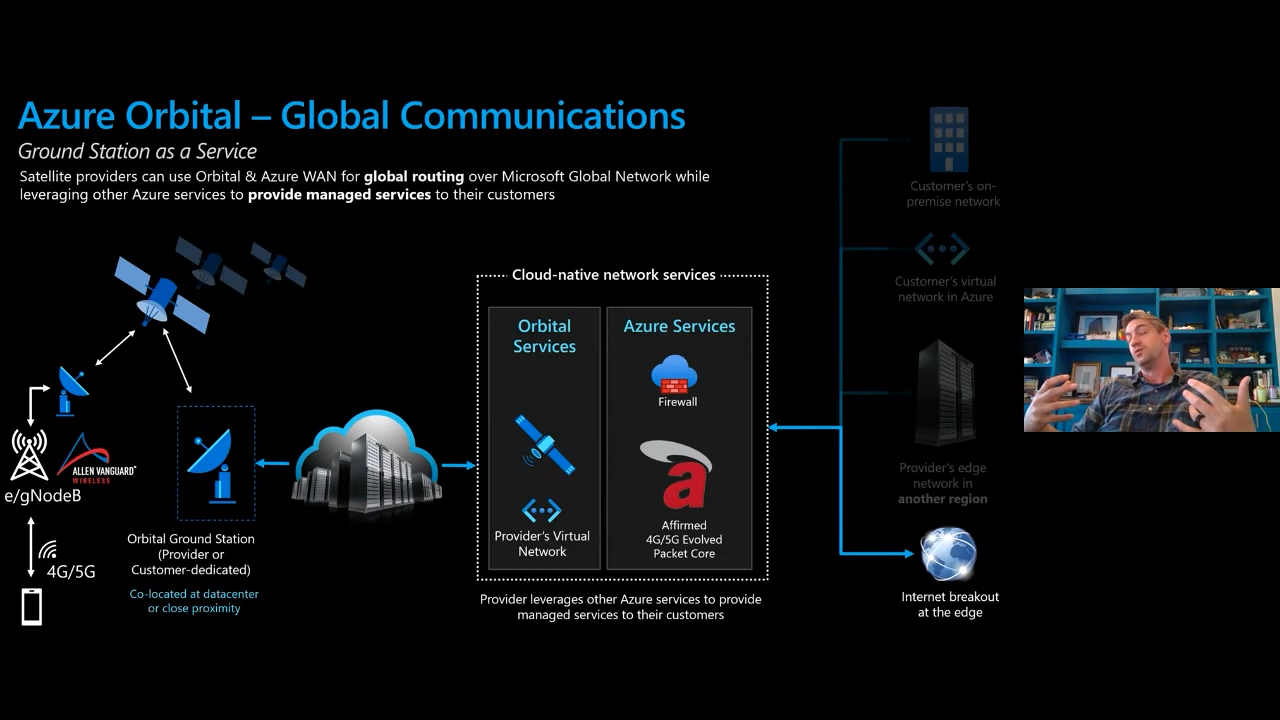 Azure Orbital – Global Communications
Ground Station as a Service
Satellite providers can use Orbital & Azure WAN for global routing over Microsoft Global Network while
leveraging other Azure services to provide managed services to their customers
ALLEN VANGUARD™
WIRELESS
e/gNodeB
4G/5G
Orbital Ground Station
(Provider or
Customer-dedicated)
Co-located at datacenter
or close proximity
Cloud-native network services
Orbital
Services
Provider's Virtual
Network
Azure Services
Firewall
a
Affirmed
4G/5G Evolved
Packet Core
Provider leverages other Azure services to provide
managed services to their customers
Customer's on-
premise network
Customer's virtual
network in Azure
Provider's edge
network in
another region
Internet breakout
at the edge